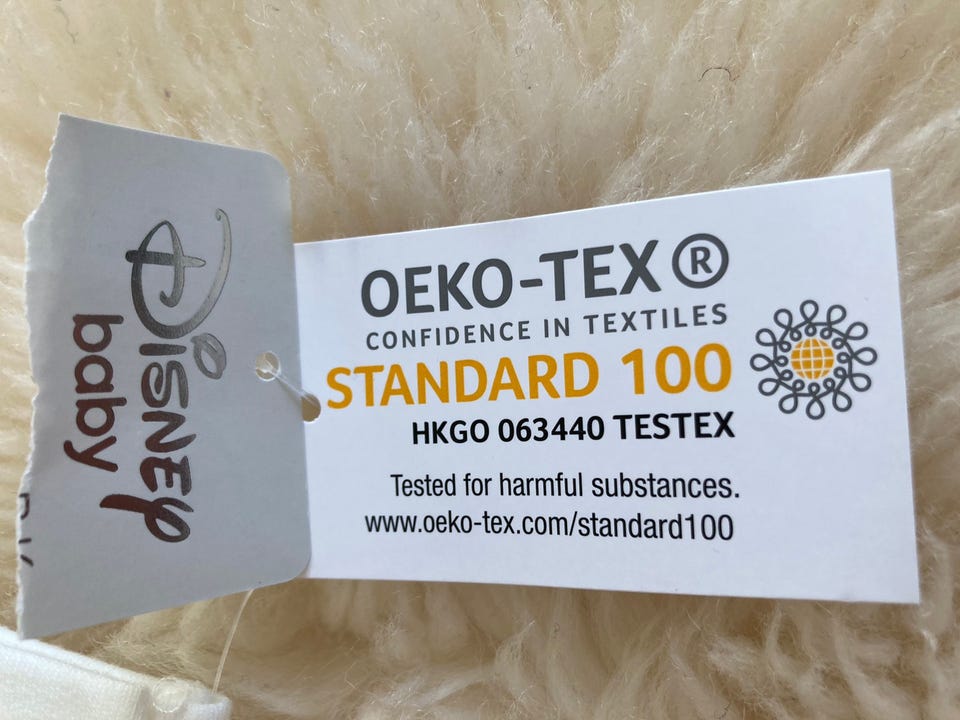 Disney
baby
OEKO-TEX ®
CONFIDENCE IN TEXTILES
STANDARD 100
HKGO 063440 TESTEX
Tested for harmful substances.
www.oeko-tex.com/standard100